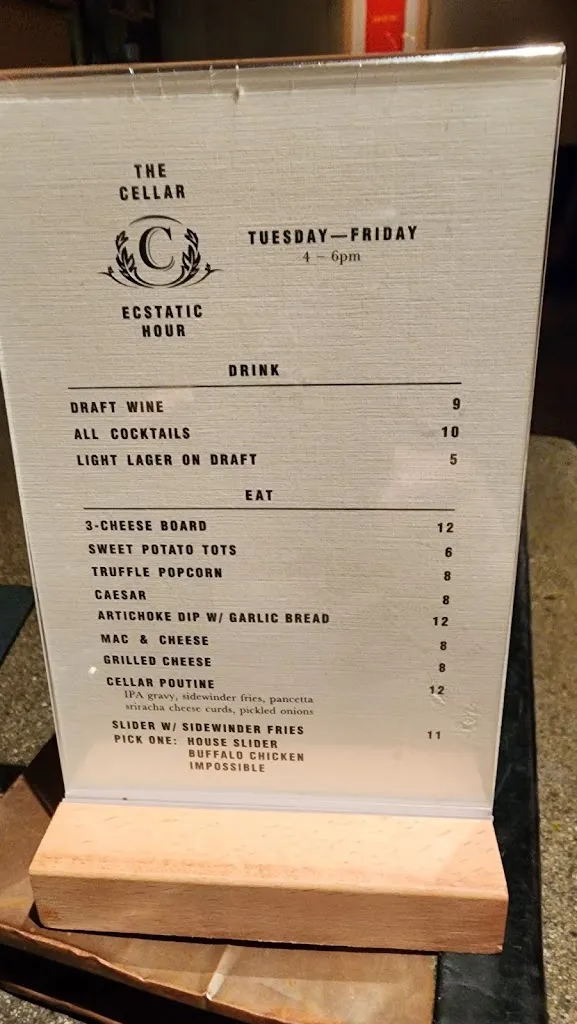 THE
CELLAR
C
ECSTATIC
HOUR
TUESDAY—FRIDAY
4 – 6pm
DRINK
DRAFT WINE 9
ALL COCKTAILS 10
LIGHT LAGER ON DRAFT 5
EAT
3-CHEESE BOARD 12
SWEET POTATO TOTS 6
TRUFFLE POPCORN 8
CAESAR 8
ARTICHOKE DIP W/ GARLIC BREAD 12
MAC & CHEESE 8
GRILLED CHEESE 8
CELLAR POUTINE 12
IPA gravy, sidewinder fries, pancetta
sriracha cheese curds, pickled onions
SLIDER W/ SIDEWINDER FRIES 11
PICK ONE: HOUSE SLIDER
BUFFALO CHICKEN
IMPOSSIBLE